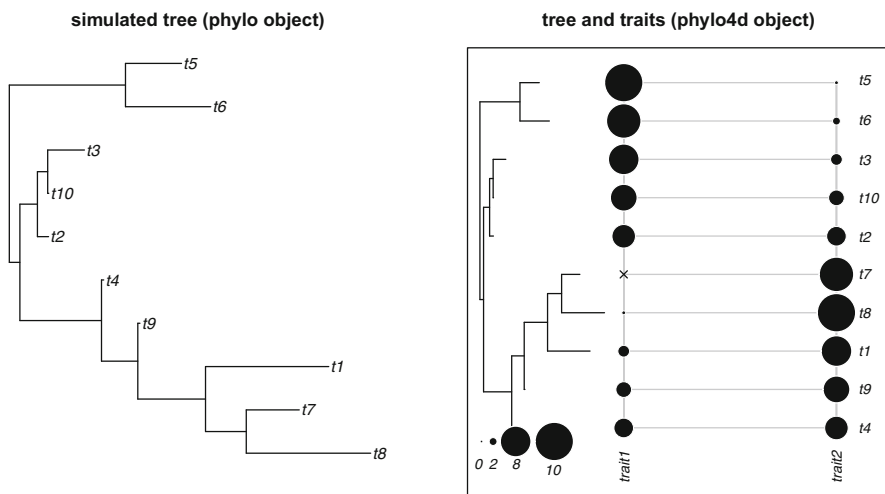 simulated tree (phylo object)
t5
t6
t3
t10
t2
t4
t9
t1
t7
t8
tree and traits (phylo4d object)
t5
t6
t3
t10
t2
t7
t8
t1
t9
t4
0 2 8 10
trait1
trait2